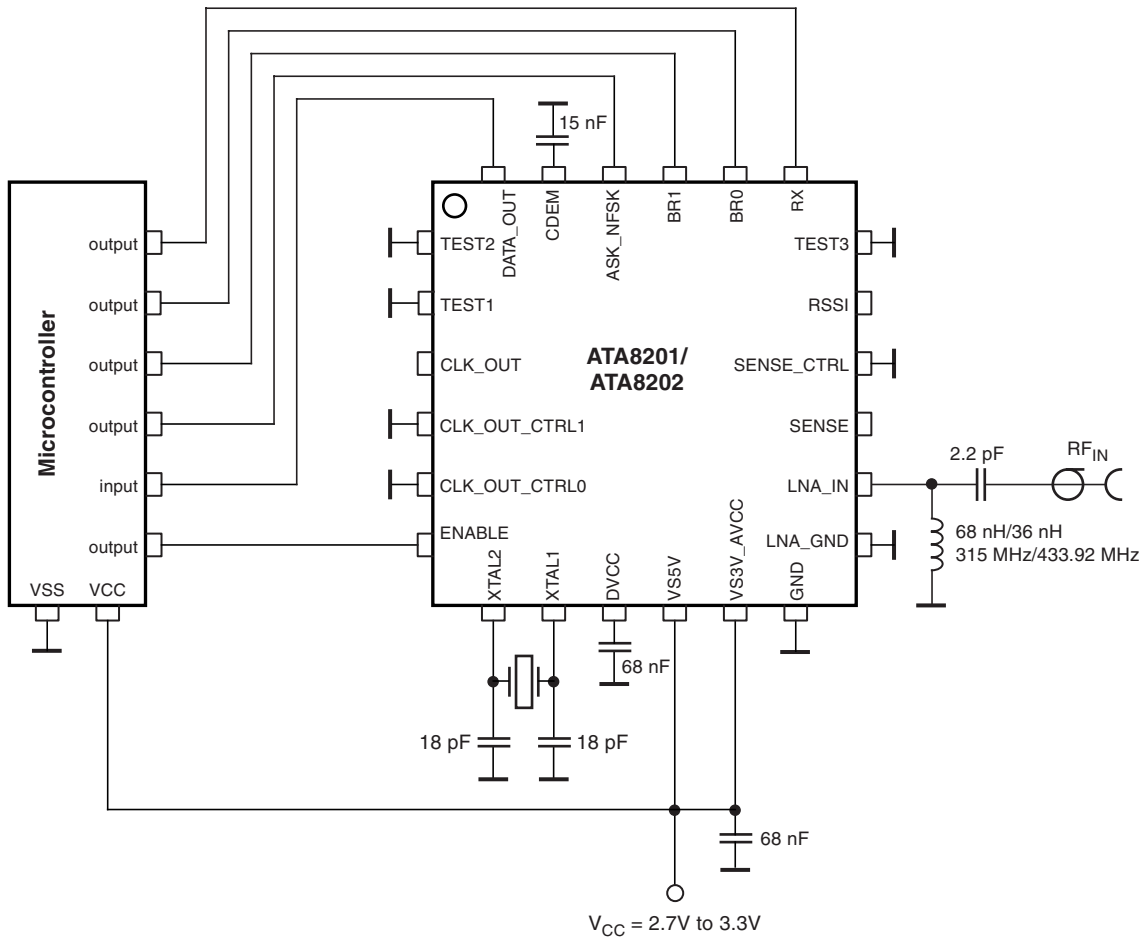 15 nF
DATA_OUT
CDEM
ASK_NFSK
BR1
BR0
RX
Microcontroller
output
output
output
output
input
output
VSS
VCC
TEST2
TEST1
CLK_OUT
CLK_OUT_CTRL1
CLK_OUT_CTRL0
ENABLE
ATA8201/
ATA8202
TEST3
RSSI
SENSE_CTRL
SENSE
LNA_IN
LNA_GND
XTAL2
XTAL1
DVCC
VS5V
VS3V_AVCC
GND
2.2 pF
RFIN
68 nH/36 nH
315 MHz/433.92 MHz
68 nF
18 pF
18 pF
68 nF
VCC = 2.7V to 3.3V